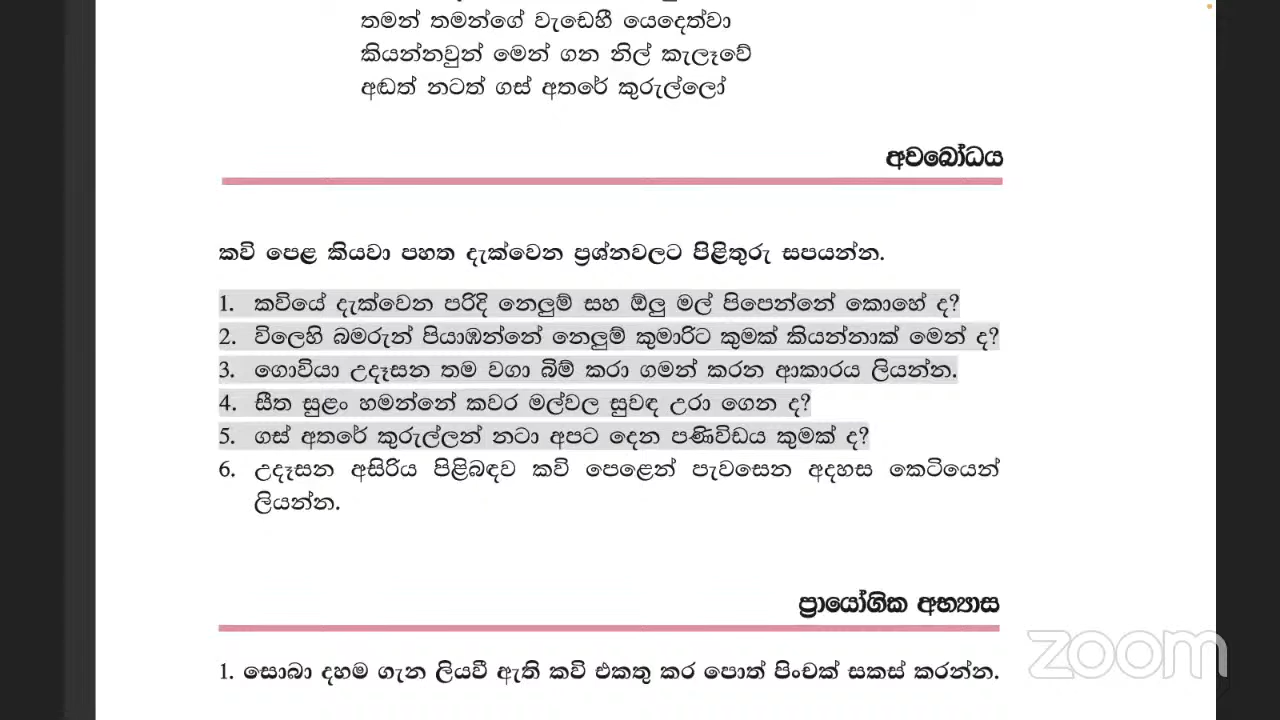 තමන් තමන්ගේ වැඩෙහී යෙදෙත්වා
කියන්නවුන් මෙන් ගන නිල් කැලෑවේ
අඬත් නටත් ගස් අතරේ කුරුල්ලෝ
අවබෝධය
කවි පෙළ කියවා පහත දැක්වෙන ප්‍රශ්නවලට පිළිතුරු සපයන්න.
1. කවියේ දැක්වෙන පරිදි නෙලුම් සහ ඕලු මල් පිපෙන්නේ කොහේ ද?
2. විලෙහි බමරුන් පියාඹන්නේ නෙලුම් කුමාරිට කුමක් කියන්නාක් මෙන් ද?
3. ගොවියා උදෑසන තම වගා බිම් කරා ගමන් කරන ආකාරය ලියන්න.
4. සීත සුළං හමන්නේ කවර මල්වල සුවඳ උරා ගෙන ද?
5. ගස් අතරේ කුරුල්ලන් නටා අපට දෙන පණිවිඩය කුමක් ද?
6. උදෑසන අසිරිය පිළිබඳව කවි පෙළෙන් පැවසෙන අදහස කෙටියෙන්
ලියන්න.
ප්‍රායෝගික අභ්‍යාස
1. සොබා දහම ගැන ලියවී ඇති කවි එකතු කර පොත් පිංචක් සකස් කරන්න.
zoom